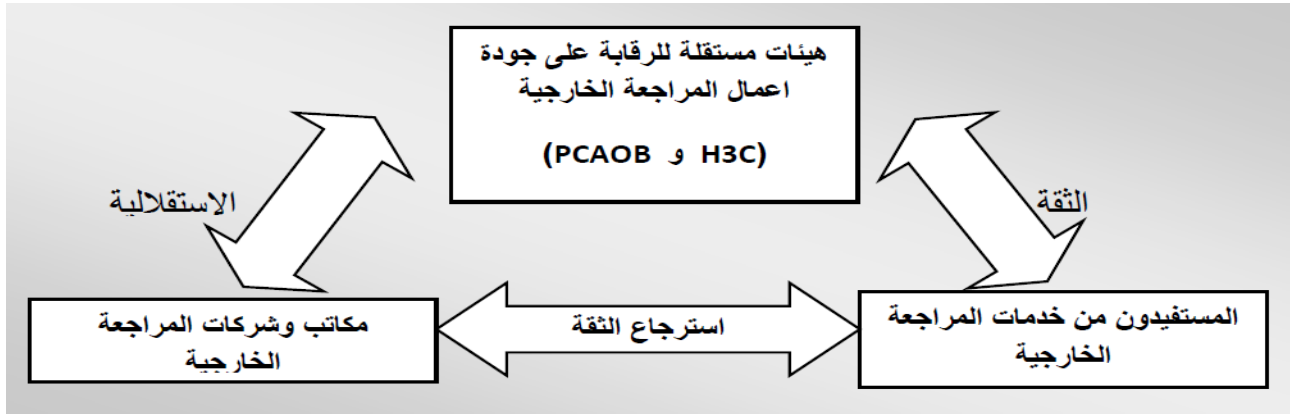 هيئات مستقلة للرقابة على جودة
اعمال المراجعة الخارجية
(PCAOB و H3C)
الثقة
الاستقلالية
المستفيدون من خدمات المراجعة
الخارجية
استرجاع الثقة
مكاتب وشركات المراجعة
الخارجية